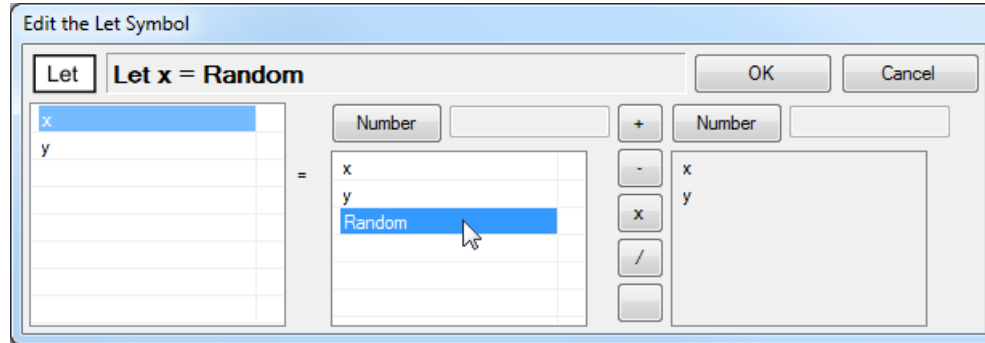 Edit the Let Symbol
Let
Let x = Random
OK
Cancel
x
y
=
Number
x
y
Random
+
-
x
/
Number
x
y